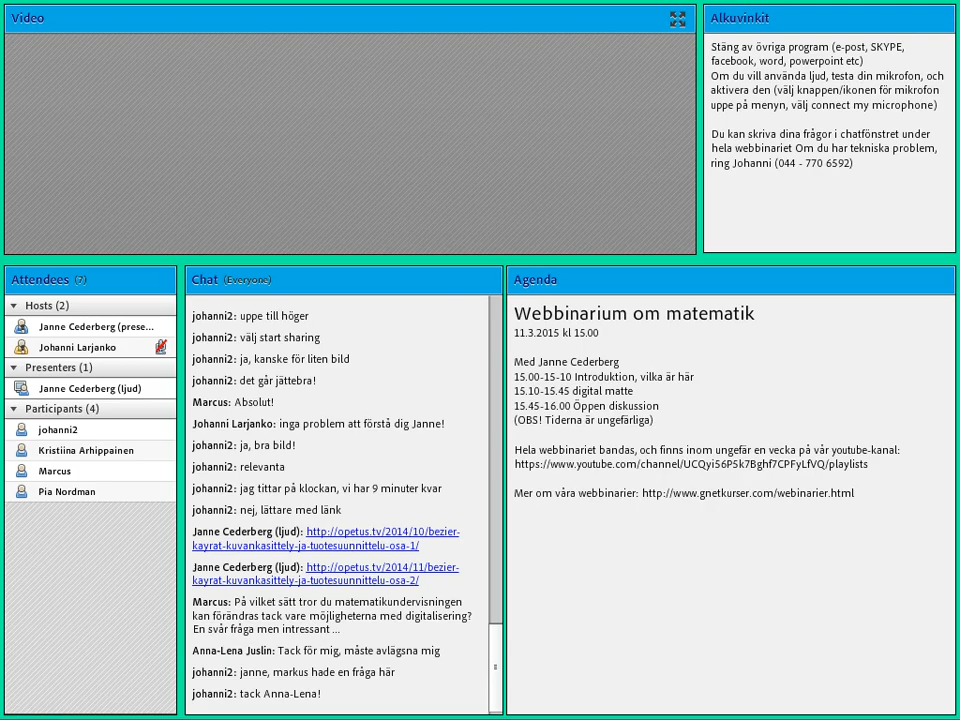 Video
Alkuvinkit
Stäng av övriga program (e-post, SKYPE,
facebook, word, powerpoint etc)
Om du vill använda ljud, testa din mikrofon, och
aktivera den (välj knappen/ikonen för mikrofon
uppe på menyn, välj connect my microphone)
Du kan skriva dina frågor i chatfönstret under
hela webbinariet Om du har tekniska problem,
ring Johanni (044 - 770 6592)
Attendees (7)
Hosts (2)
Janne Cederberg (prese...
Johanni Larjanko
Presenters (1)
Janne Cederberg (ljud)
Participants (4)
johanni2
Kristiina Arhippainen
Marcus
Pia Nordman
Chat (Everyone)
johanni2: uppe till höger
johanni2: välj start sharing
johanni2: ja, kanske för liten bild
johanni2: det går jättebra!
Marcus: Absolut!
Johanni Larjanko: inga problem att förstå dig Janne!
johanni2: ja, bra bild!
johanni2: relevanta
johanni2: jag tittar på klockan, vi har 9 minuter kvar
johanni2: nej, lättare med länk
Janne Cederberg (ljud): http://opetus.tv/2014/10/bezier-
kayrat-kuvankasittely-ja-tuotesuunnittelu-osa-1/
Janne Cederberg (ljud): http://opetus.tv/2014/11/bezier-
kayrat-kuvankasittely-ja-tuotesuunnittelu-osa-2/
Marcus: På vilket sätt tror du matematikundervisningen
kan förändras tack vare möjligheterna med digitalisering?
En svår fråga men intressant ...
Anna-Lena Juslin: Tack för mig, måste avlägsna mig
johanni2: janne, markus hade en fråga här
johanni2: tack Anna-Lena!
Agenda
Webbinarium om matematik
11.3.2015 kl 15.00
Med Janne Cederberg
15.00-15-10 Introduktion, vilka är här
15.10-15.45 digital matte
15.45-16.00 Öppen diskussion
(OBS! Tiderna är ungefärliga)
Hela webbinariet bandas, och finns inom ungefär en vecka på vår youtube-kanal:
https://www.youtube.com/channel/UCQyi56P5k7Bghf7CPFyLfVQ/playlists
Mer om våra webbinarier: http://www.gnetkurser.com/webinarier.html